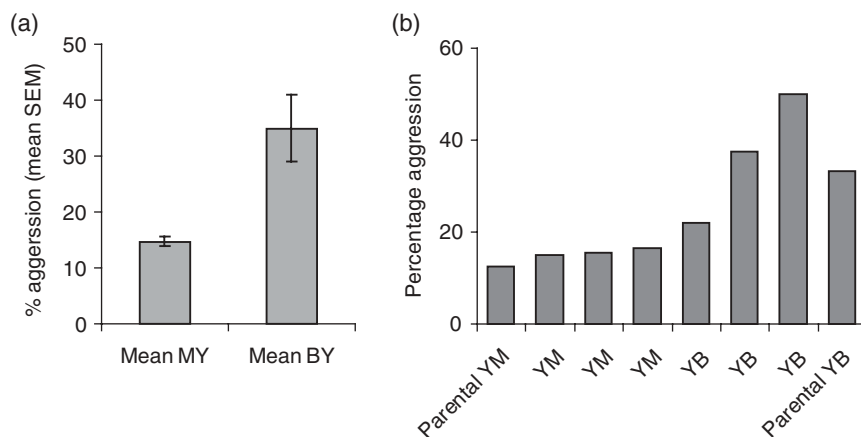 (a)
50
40
30
20
10
0
% aggerssion (mean SEM)
Mean MY Mean BY
(b)
60
40
20
0
Percentage aggression
Parental YM
YM
YM
YM
YB
YB
YB
Parental YB